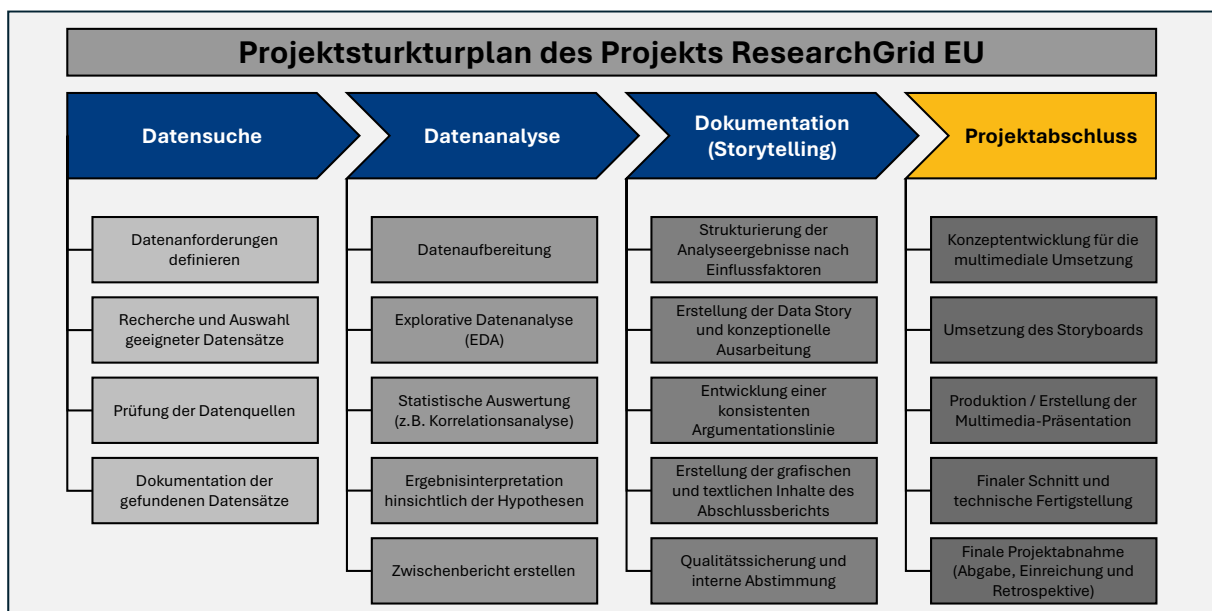 Projektsturkturplan des Projekts ResearchGrid EU
Datensuche
Datenanforderungen
definieren
Recherche und Auswahl
geeigneter Datensätze
Prüfung der Datenquellen
Dokumentation der
gefundenen Datensätze
Datenanalyse
Datenaufbereitung
Explorative Datenanalyse
(EDA)
Statistische Auswertung
(z.B. Korrelationsanalyse)
Ergebnisinterpretation
hinsichtlich der Hypothesen
Zwischenbericht erstellen
Dokumentation
(Storytelling)
Strukturierung der
Analyseergebnisse nach
Einflussfaktoren
Erstellung der Data Story
und konzeptionelle
Ausarbeitung
Entwicklung einer
konsistenten
Argumentationslinie
Erstellung der grafischen
und textlichen Inhalte des
Abschlussberichts
Qualitätssicherung und
interne Abstimmung
Projektabschluss
Konzeptentwicklung für die
multimediale Umsetzung
Umsetzung des Storyboards
Produktion / Erstellung der
Multimedia-Präsentation
Finaler Schnitt und
technische Fertigstellung
Finale Projektabnahme
(Abgabe, Einreichung und
Retrospektive)